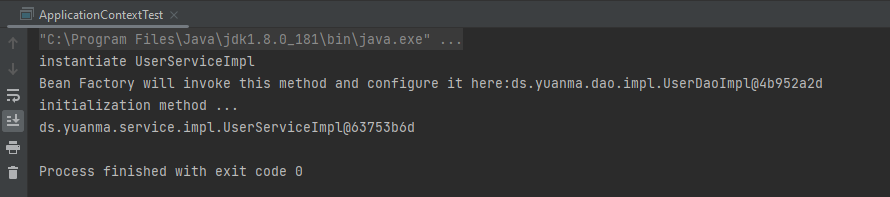 ApplicationContextTest
"C:\Program Files\Java\jdk1.8.0_181\bin\java.exe" ...
instantiate UserServiceImpl
Bean Factory will invoke this method and configure it here:ds.yuanma.dao.impl.UserDaoImpl@4b952a2d
initialization method ...
ds.yuanma.service.impl.UserServiceImpl@63753b6d
Process finished with exit code 0